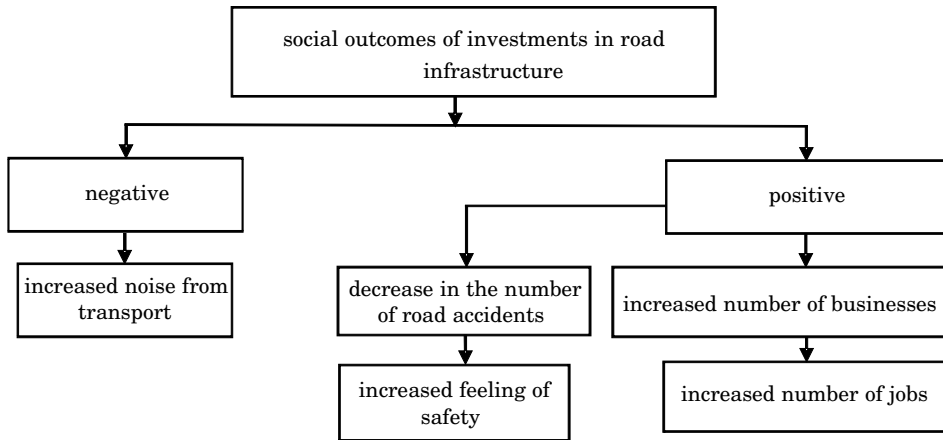 social outcomes of investments in road
infrastructure
negative
positive
increased noise from
transport
decrease in the number
of road accidents
increased number of businesses
increased feeling of
safety
increased number of jobs